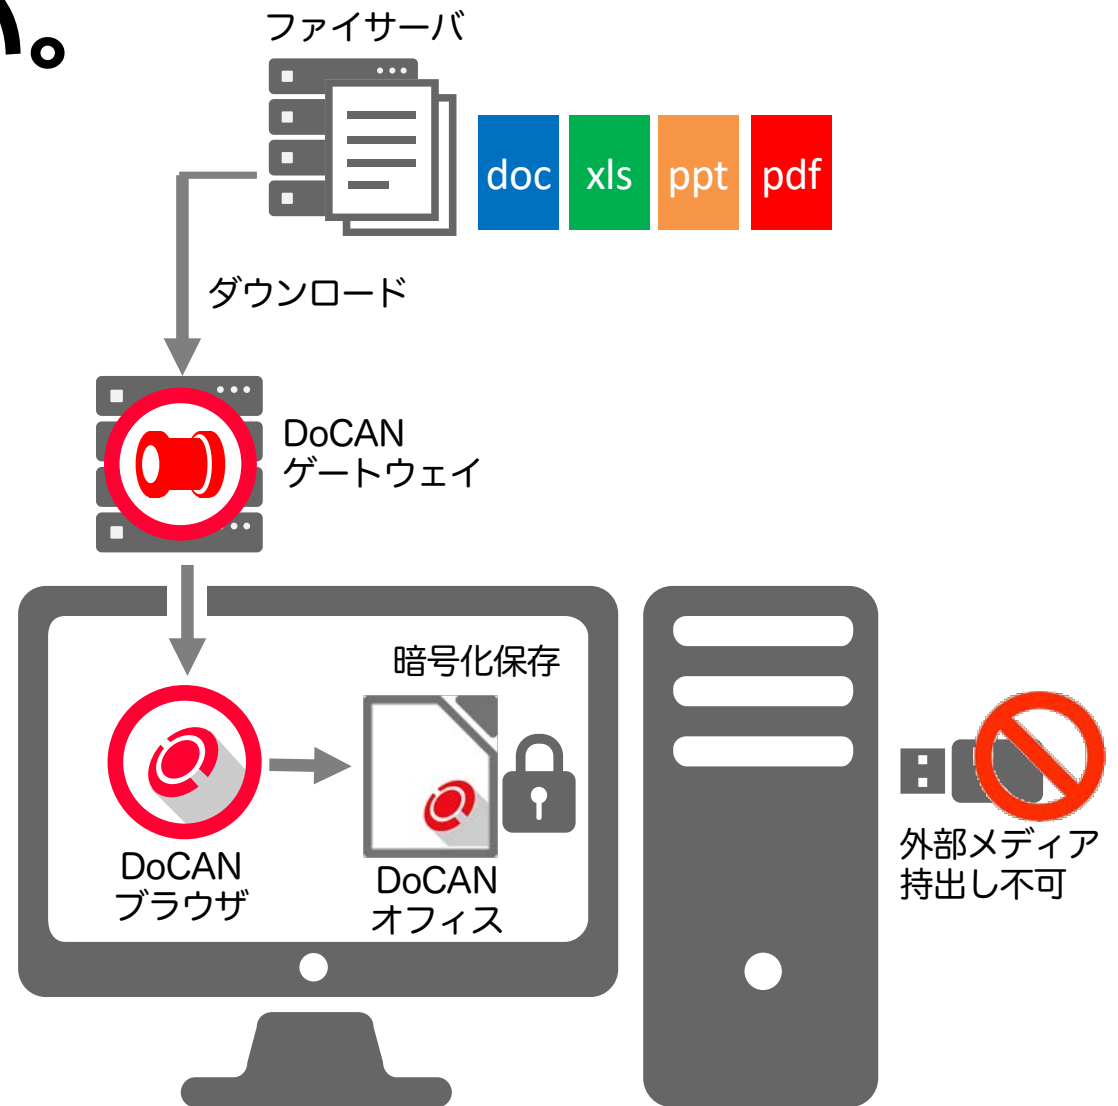 い。
ファイサーバ
doc xls ppt pdf
ダウンロード
DoCAN
ゲートウェイ
暗号化保存
DoCAN
ブラウザ
DoCAN
オフィス
外部メディア
持出し不可